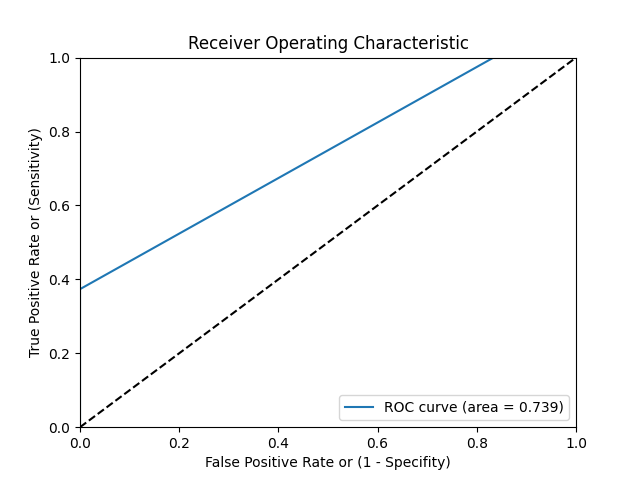 Receiver Operating Characteristic
1.0
0.8
0.6
0.4
0.2
0.0
True Positive Rate or (Sensitivity)
ROC curve (area = 0.739)
0.0 0.2 0.4 0.6 0.8 1.0
False Positive Rate or (1 - Specifity)